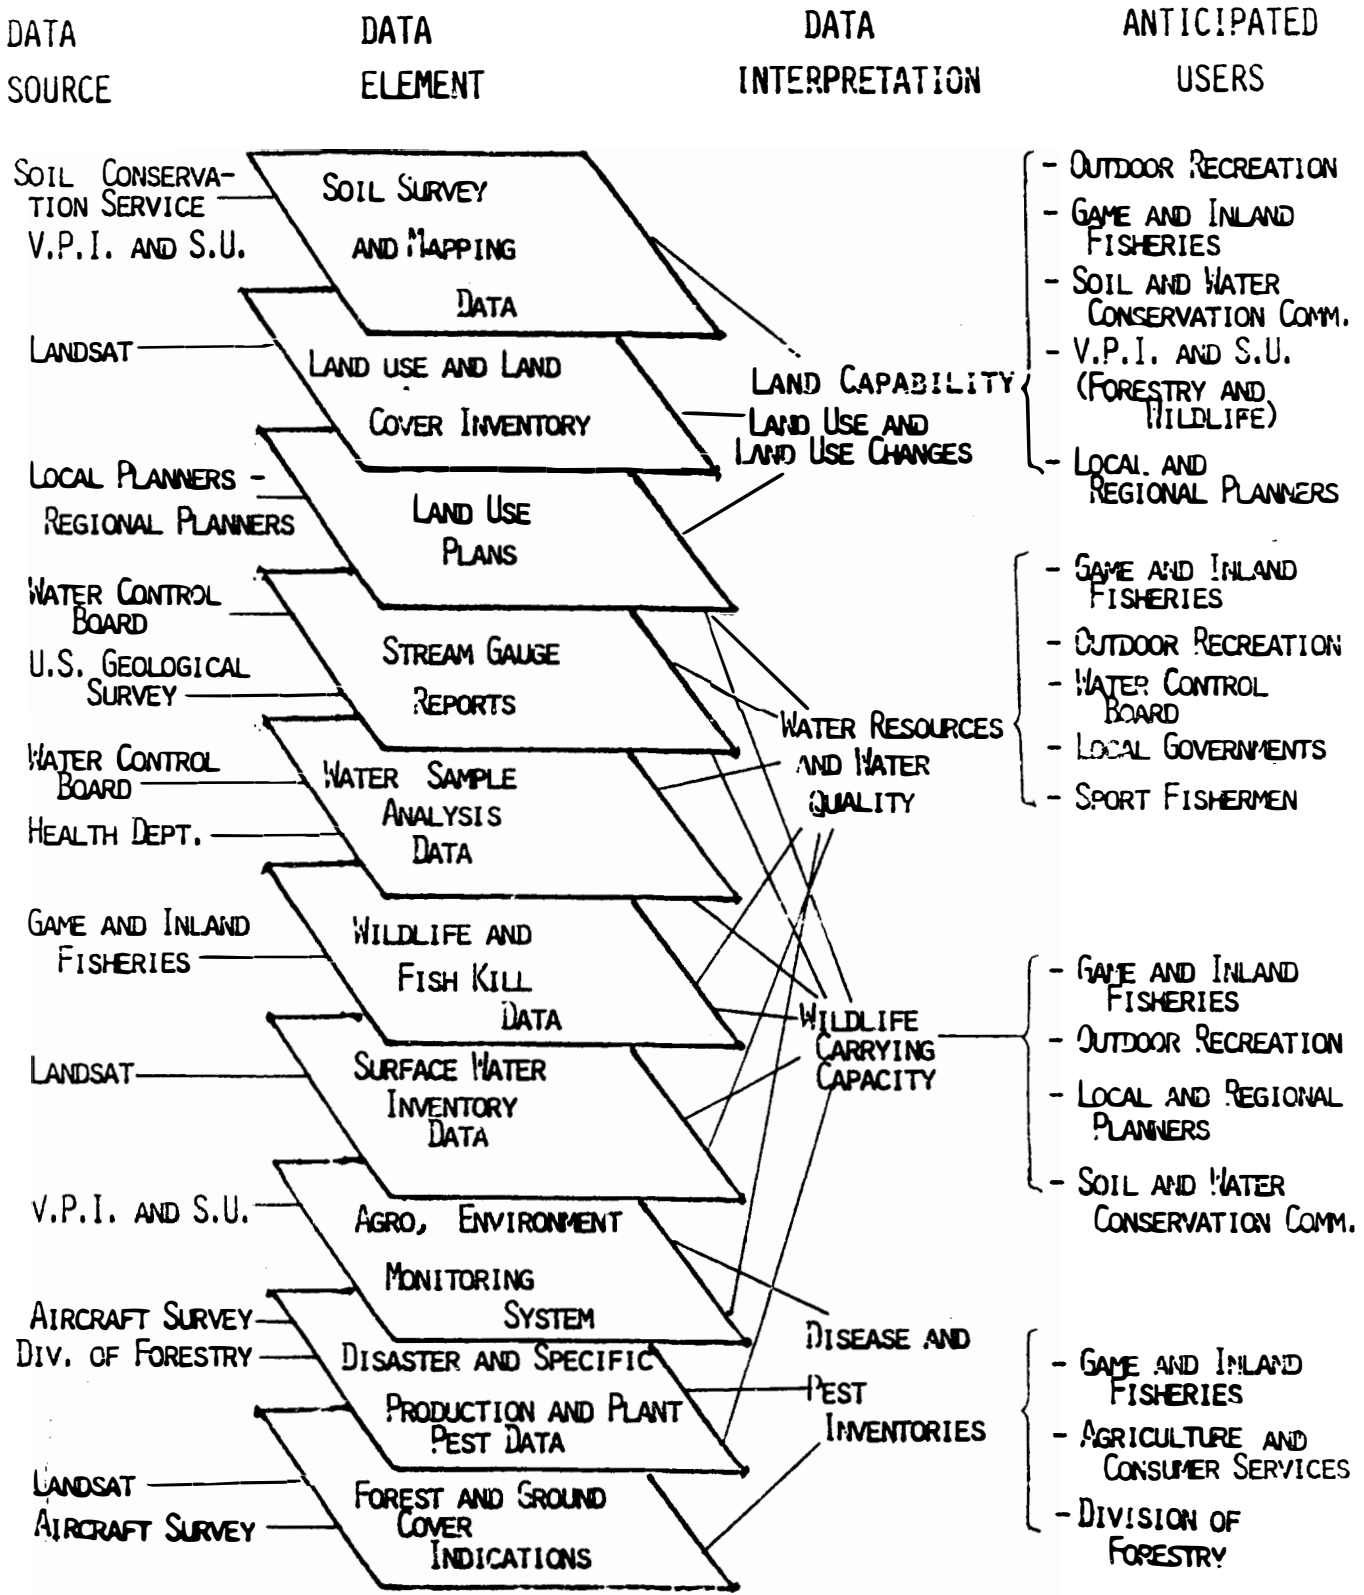 DATA
SOURCE
DATA
ELEMENT
DATA
INTERPRETATION
ANTICIPATED
USERS
SOIL CONSERVA-
TION SERVICE
V.P.I. AND S.U.
LANDSAT
LOCAL PLANNERS -
REGIONAL PLANNERS
WATER CONTROL
BOARD
U.S. GEOLOGICAL
SURVEY
WATER CONTROL
BOARD
HEALTH DEPT.
GAME AND INLAND
FISHERIES
LANDSAT
V.P.I. AND S.U.
AIRCRAFT SURVEY
DIV. OF FORESTRY
LANDSAT
AIRCRAFT SURVEY
SOIL SURVEY
AND MAPPING
DATA
LAND USE AND LAND
COVER INVENTORY
LAND USE
PLANS
STREAM GAUGE
REPORTS
WATER SAMPLE
ANALYSIS
DATA
WILDLIFE AND
FISH KILL
DATA
SURFACE WATER
INVENTORY
DATA
AGRO, ENVIRONMENT
MONITORING
SYSTEM
DISASTER AND SPECIFIC
PRODUCTION AND PLANT
PEST DATA
FOREST AND GROUND
COVER
INDICATIONS
LAND CAPABILITY
LAND USE AND
LAND USE CHANGES
WATER RESOURCES
AND WATER
QUALITY
WILDLIFE
CARRYING
CAPACITY
DISEASE AND
PEST
INVENTORIES
- OUTDOOR RECREATION
- GAME AND INLAND
FISHERIES
- SOIL AND WATER
CONSERVATION COMM.
- V.P.I. AND S.U.
(FORESTRY AND
WILDLIFE)
- LOCAL AND
REGIONAL PLANNERS
- GAME AND INLAND
FISHERIES
- OUTDOOR RECREATION
- WATER CONTROL
BOARD
- LOCAL GOVERNMENTS
- SPORT FISHERMEN
- GAME AND INLAND
FISHERIES
- OUTDOOR RECREATION
- LOCAL AND REGIONAL
PLANNERS
- SOIL AND WATER
CONSERVATION COMM.
- GAME AND INLAND
FISHERIES
- AGRICULTURE AND
CONSUMER SERVICES
- DIVISION OF
FORESTRY